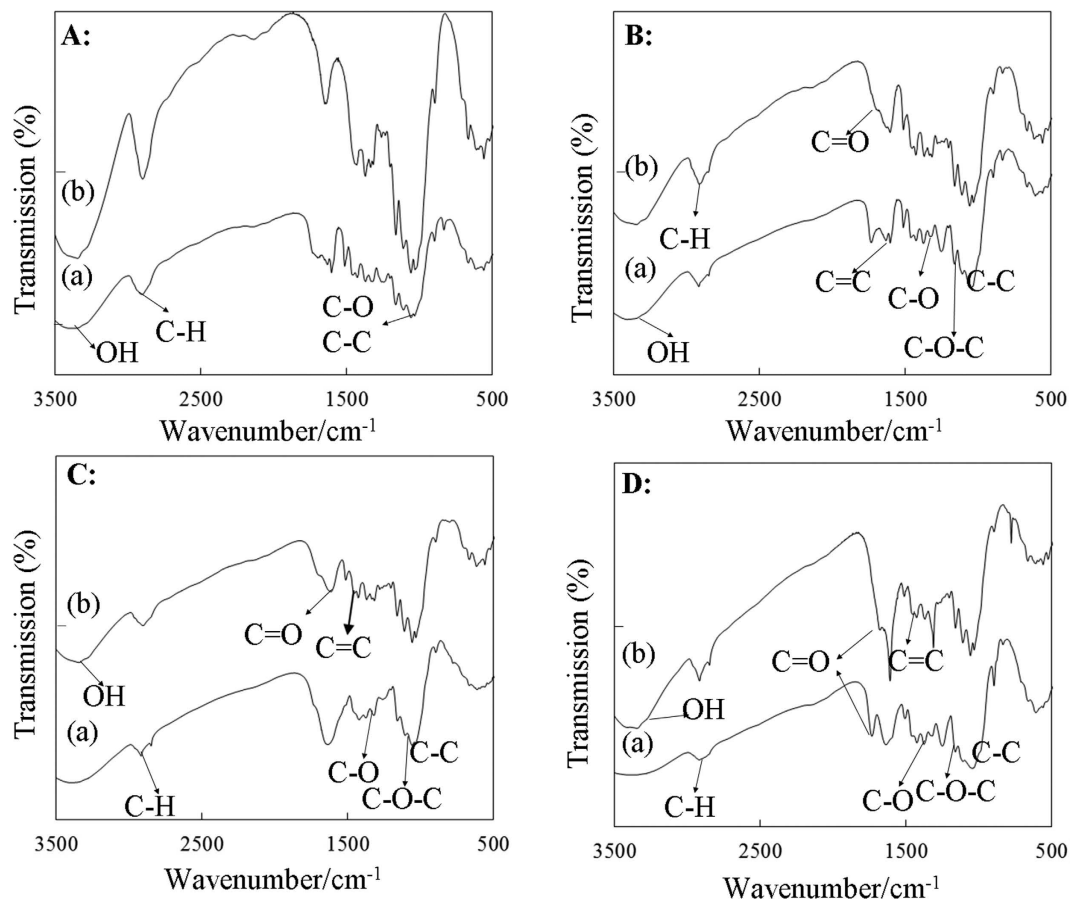 A:
Transmission (%)
(b)
(a)
OH
C-H
C-O
C-C
3500
2500
1500
500
Wavenumber/cm-1
B:
Transmission (%)
(b)
(a)
C=O
C-H
C=C
C-O
C-C
C-O-C
OH
3500
2500
1500
500
Wavenumber/cm-1
C:
Transmission (%)
(b)
(a)
C=O
C=C
OH
C-H
C-O
C-C
C-O-C
3500
2500
1500
500
Wavenumber/cm-1
D:
Transmission (%)
(b)
(a)
C=O
C=C
OH
C-H
C-C
C-O
C-O-C
3500
2500
1500
500
Wavenumber/cm-1